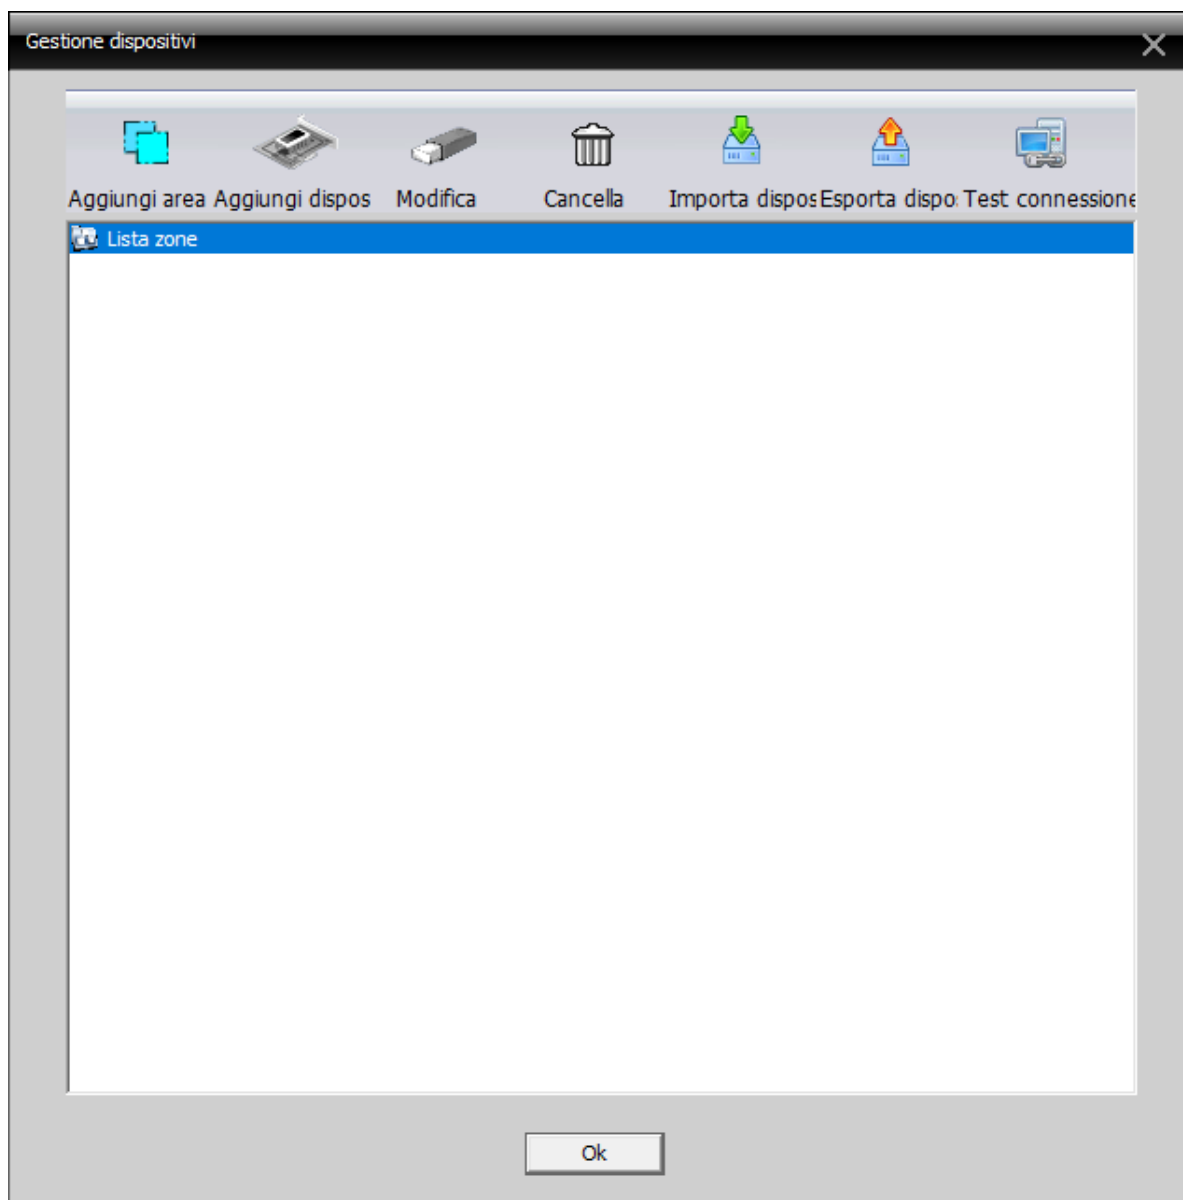 Gestione dispositivi
Aggiungi area Aggiungi dispos Modifica Cancella Importa dispos Esporta dispo Test connessione
Lista zone
Ok